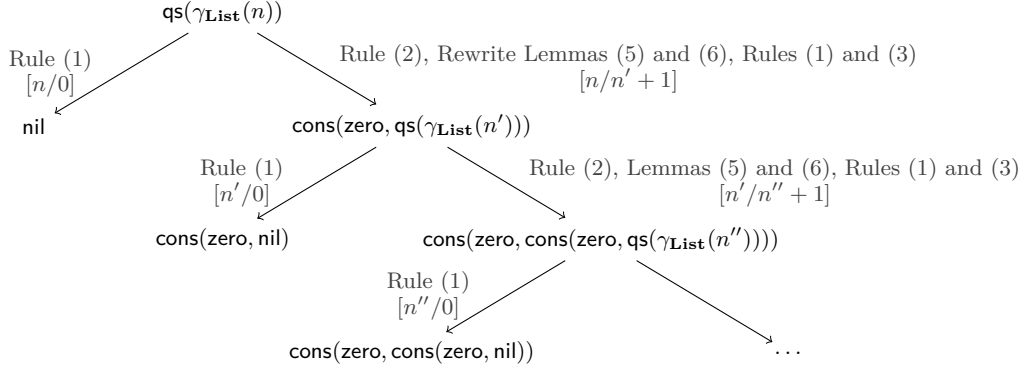 qs(γList(n))
Rule (1)
[n/0]
Rule (2), Rewrite Lemmas (5) and (6), Rules (1) and (3)
[n/n′ + 1]
nil
cons(zero, qs(γList(n′)))
Rule (1)
[n′/0]
Rule (2), Lemmas (5) and (6), Rules (1) and (3)
[n′/n′′ + 1]
cons(zero, nil)
cons(zero, cons(zero, qs(γList(n′′))))
Rule (1)
[n′′/0]
cons(zero, cons(zero, nil))
...